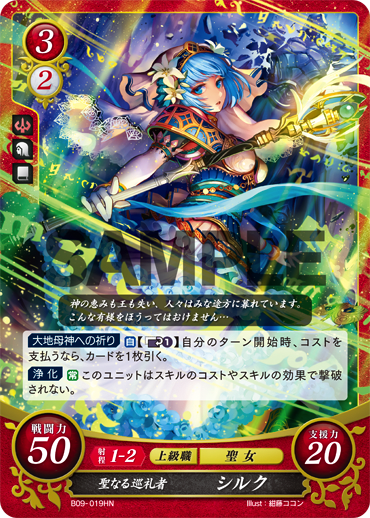 3
2
SAMPLE
神の恵みも王も失い、人々はみな途方に暮れています。
こんな有様をほうってはおけません…
大地母神への祈り 自【1】自分のターン開始時、コストを
支払うなら、カードを1枚引く。
浄化 常 このユニットはスキルのコストやスキルの効果で撃破
されない。
戦闘力 50 射程 1-2 上級職 聖女 支援力 20
聖なる巡礼者 シルク
B09-019HN Illust:紺藤ココン